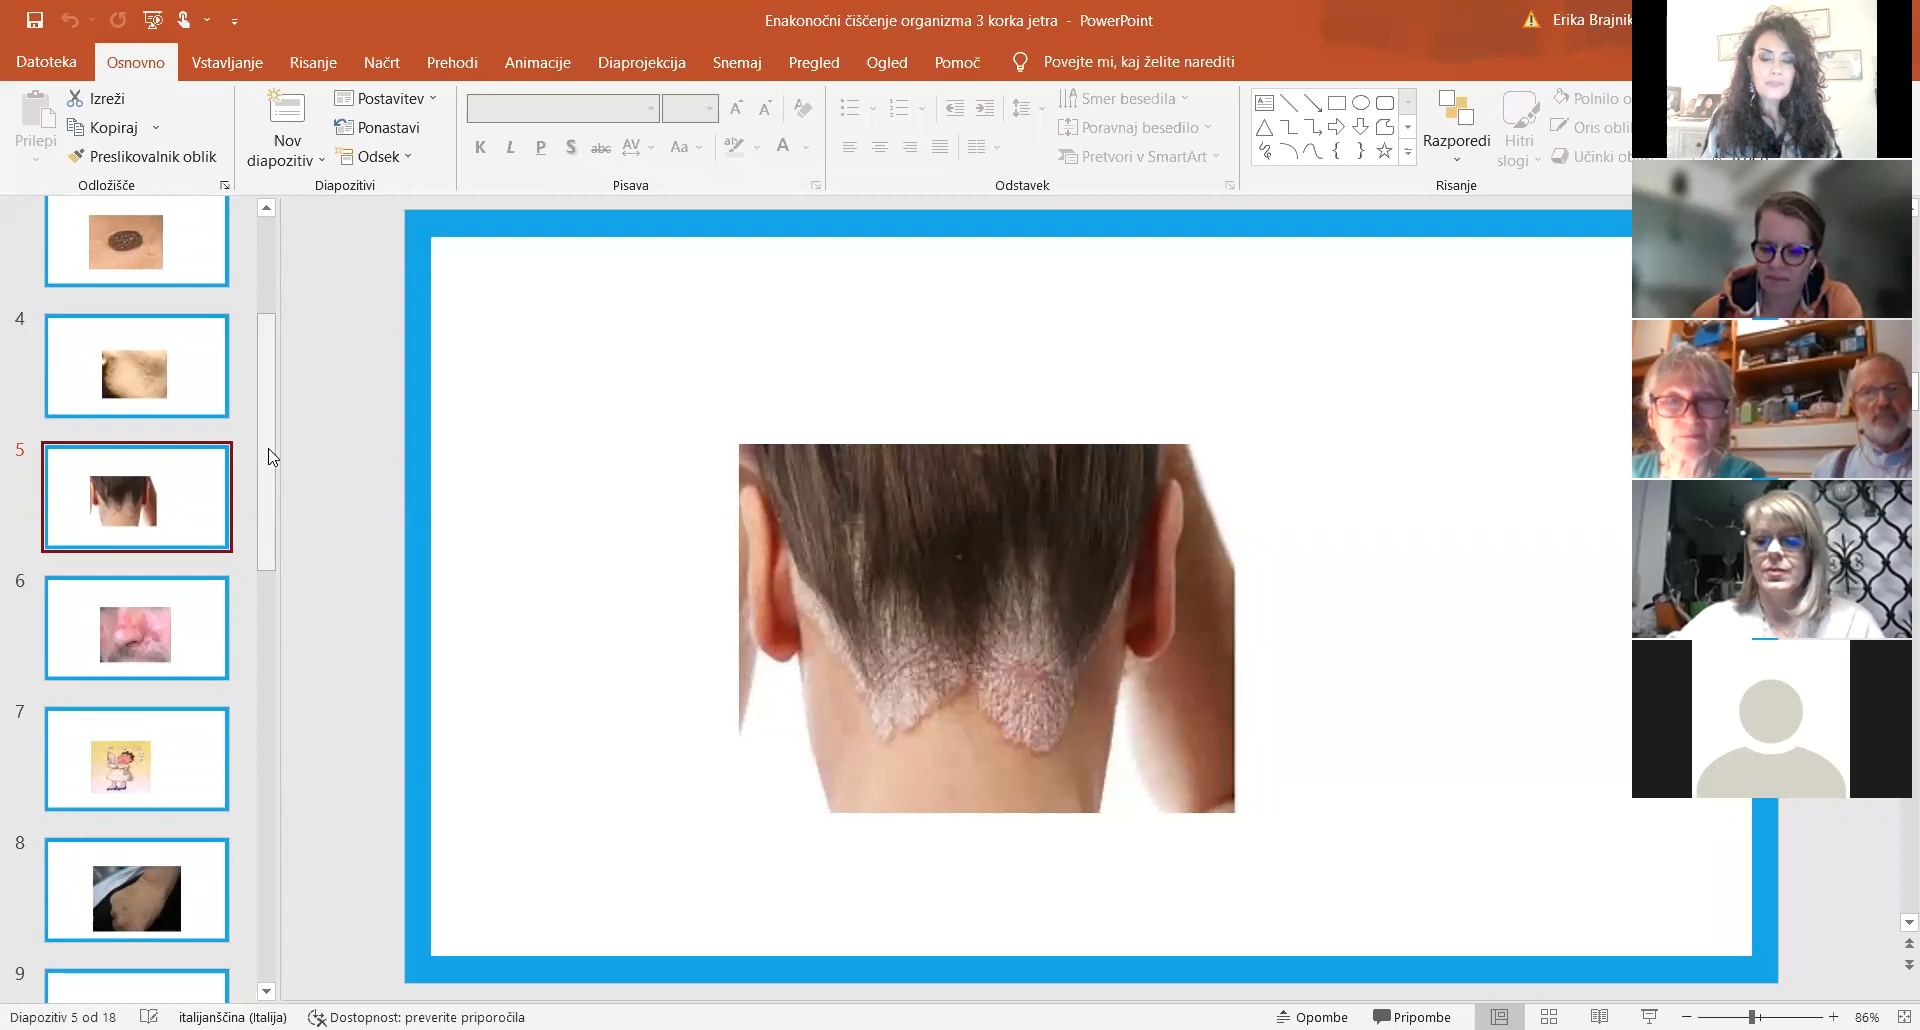 Enakonočni čiščenje organizma 3 korka jetra - PowerPoint
Erika Brajnik
Datoteka Osnovno Vstavljanje Risanje Načrt Prehodi Animacije Diaprojekcija Snemaj Pregled Ogled Pomoč Povejte mi, kaj želite narediti
Prilepi
Izreži
Kopiraj
Preslikovalnik oblik
Odložišče
Nov
diapozitiv
Postavitev
Ponastavi
Odsek
Diapozitivi
K L P S abc AV Aa A
Pisava
Smer besedila
Poravnaj besedilo
Pretvori v SmartArt
Odstavek
Razporedi
Hitri
slogi
Polnilo
Oris
Učinki
Risanje
4
5
6
7
8
9
Diapozitiv 5 od 18
italijanščina (Italija)
Dostopnost: preverite priporočila
Opombe
Pripombe
86%